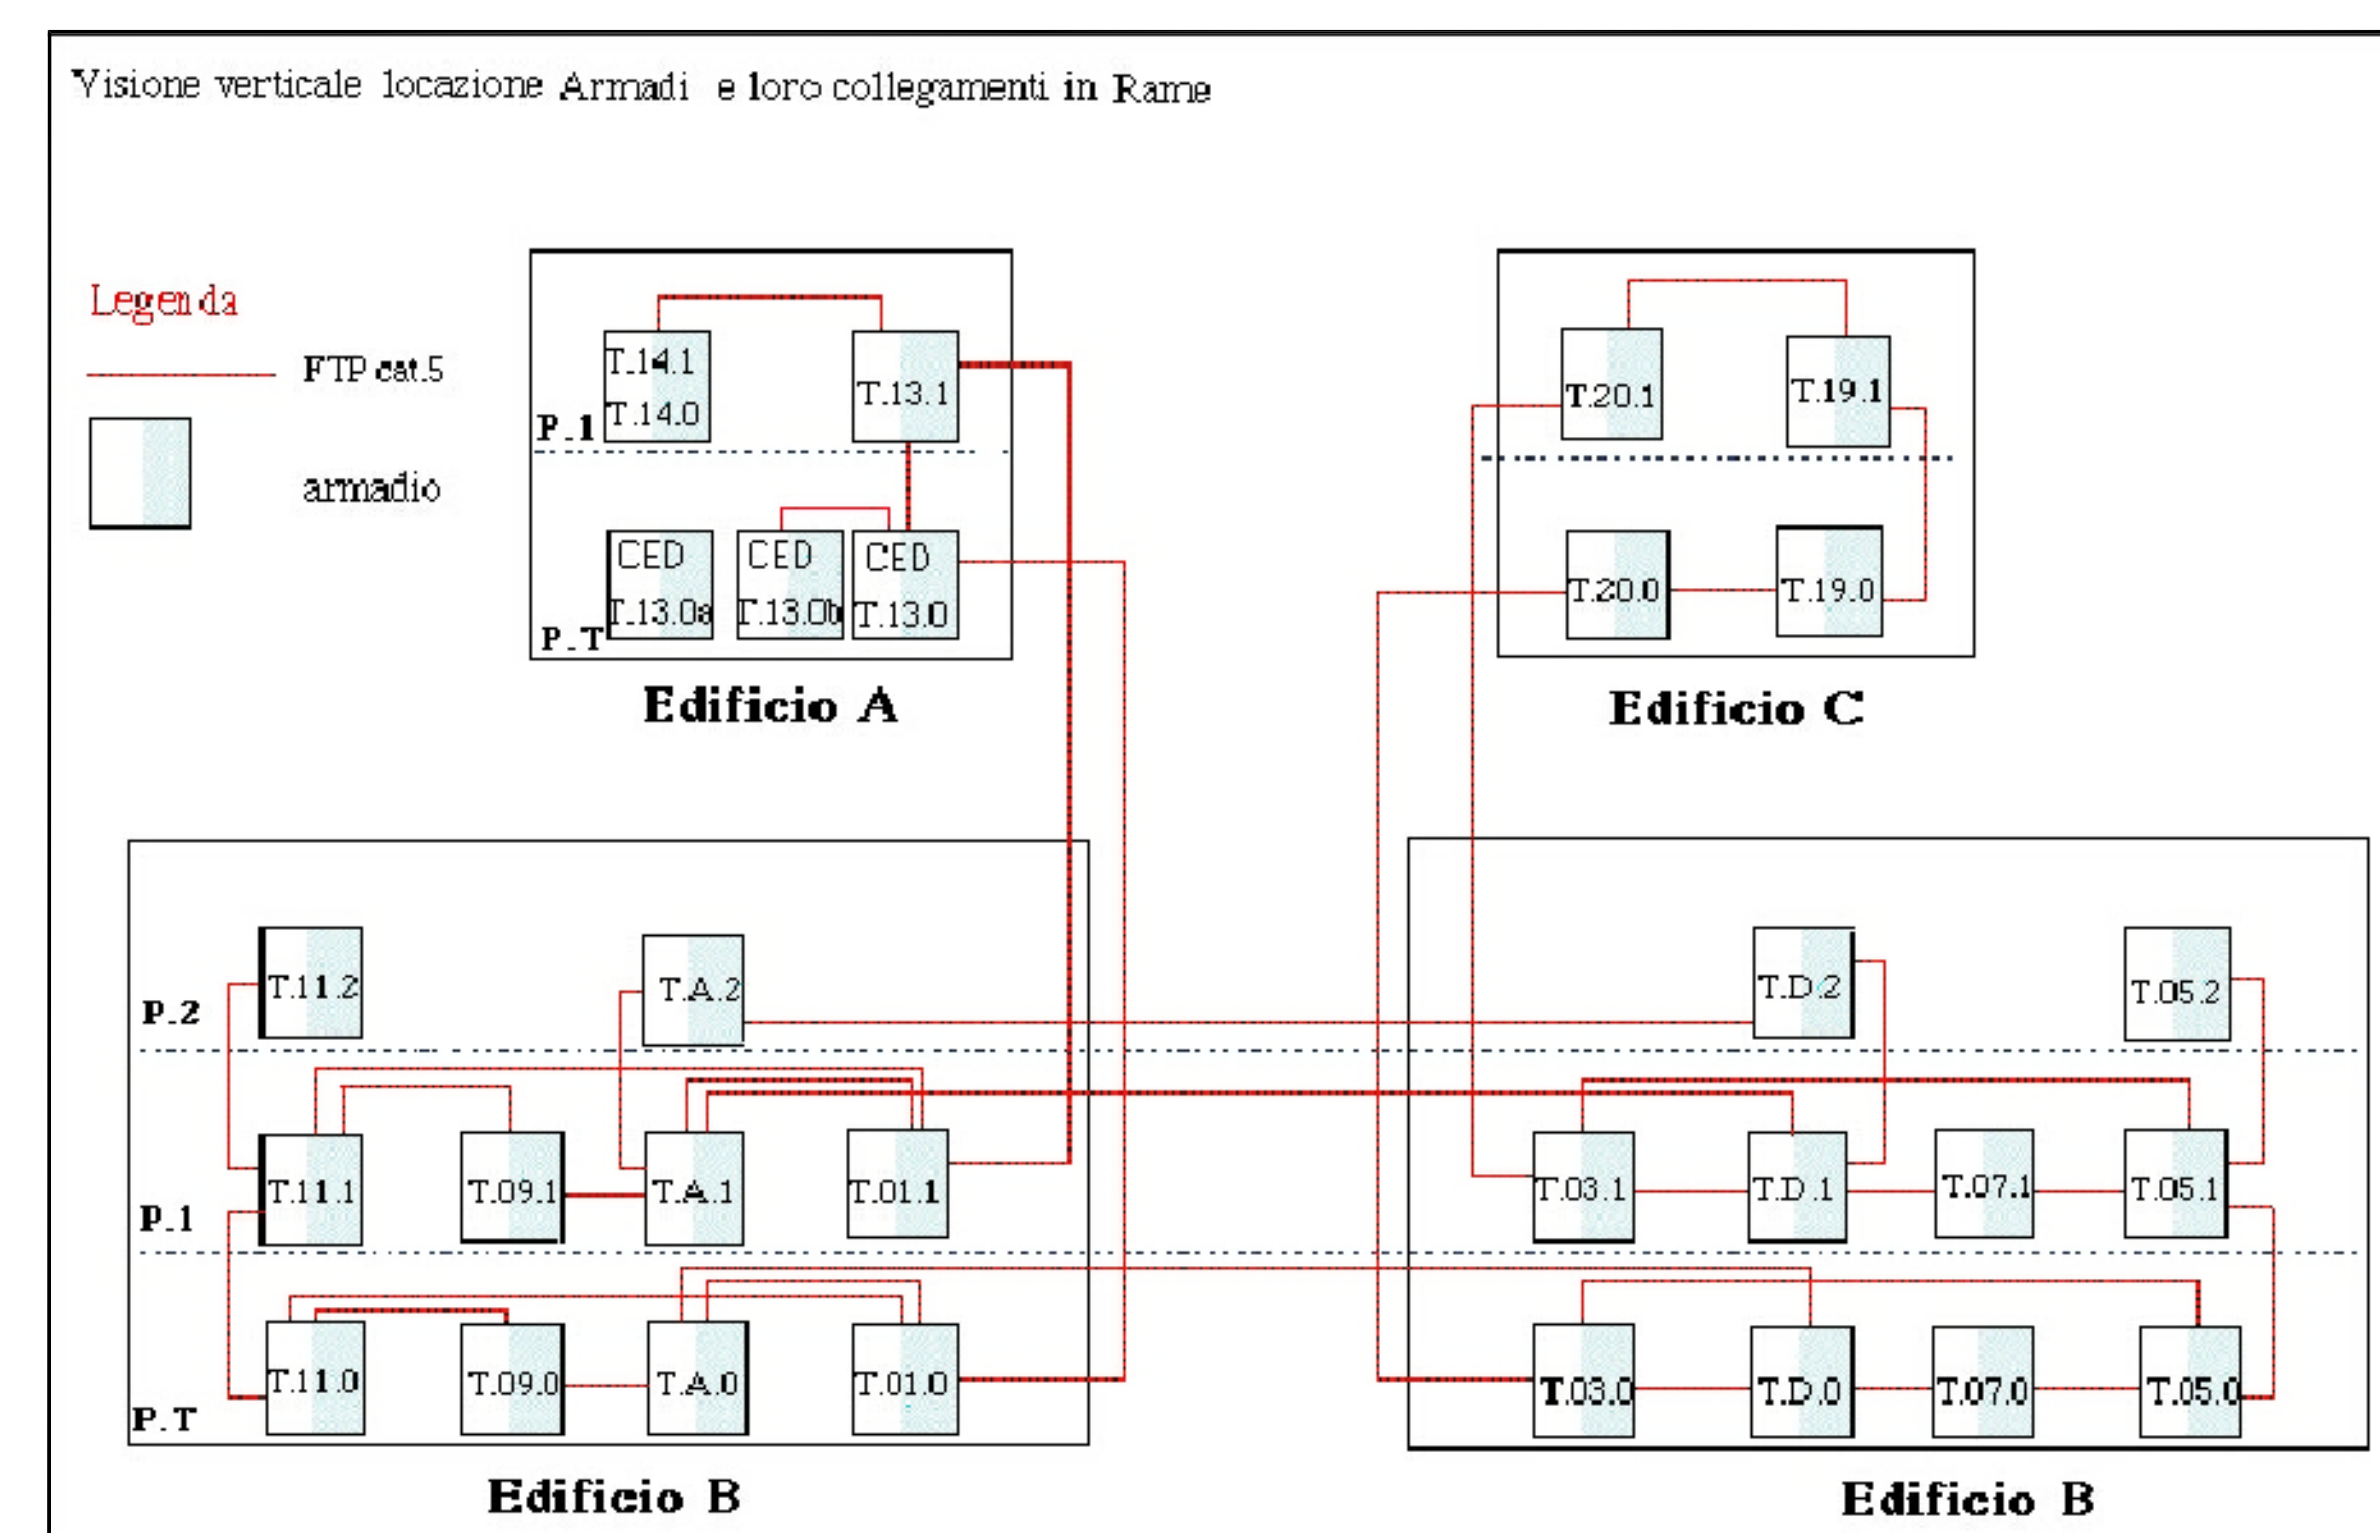 Visione verticale locazione Armadi e loro collegamenti in Rame
Legenda
FTP cat.5
armadio
T.14.1
T.14.0
T.13.1
P.1
CED
T.13.0a
CED
T.13.0b
CED
T.13.0
P.T
Edificio A
T.20.1
T.19.1
T.20.0
T.19.0
Edificio C
P.2
T.11.2
T.A.2
T.D.2
T.05.2
P.1
T.11.1
T.09.1
T.A.1
T.01.1
T.03.1
T.D.1
T.07.1
T.05.1
P.T
T.11.0
T.09.0
T.A.0
T.01.0
T.03.0
T.D.0
T.07.0
T.05.0
Edificio B
Edificio B